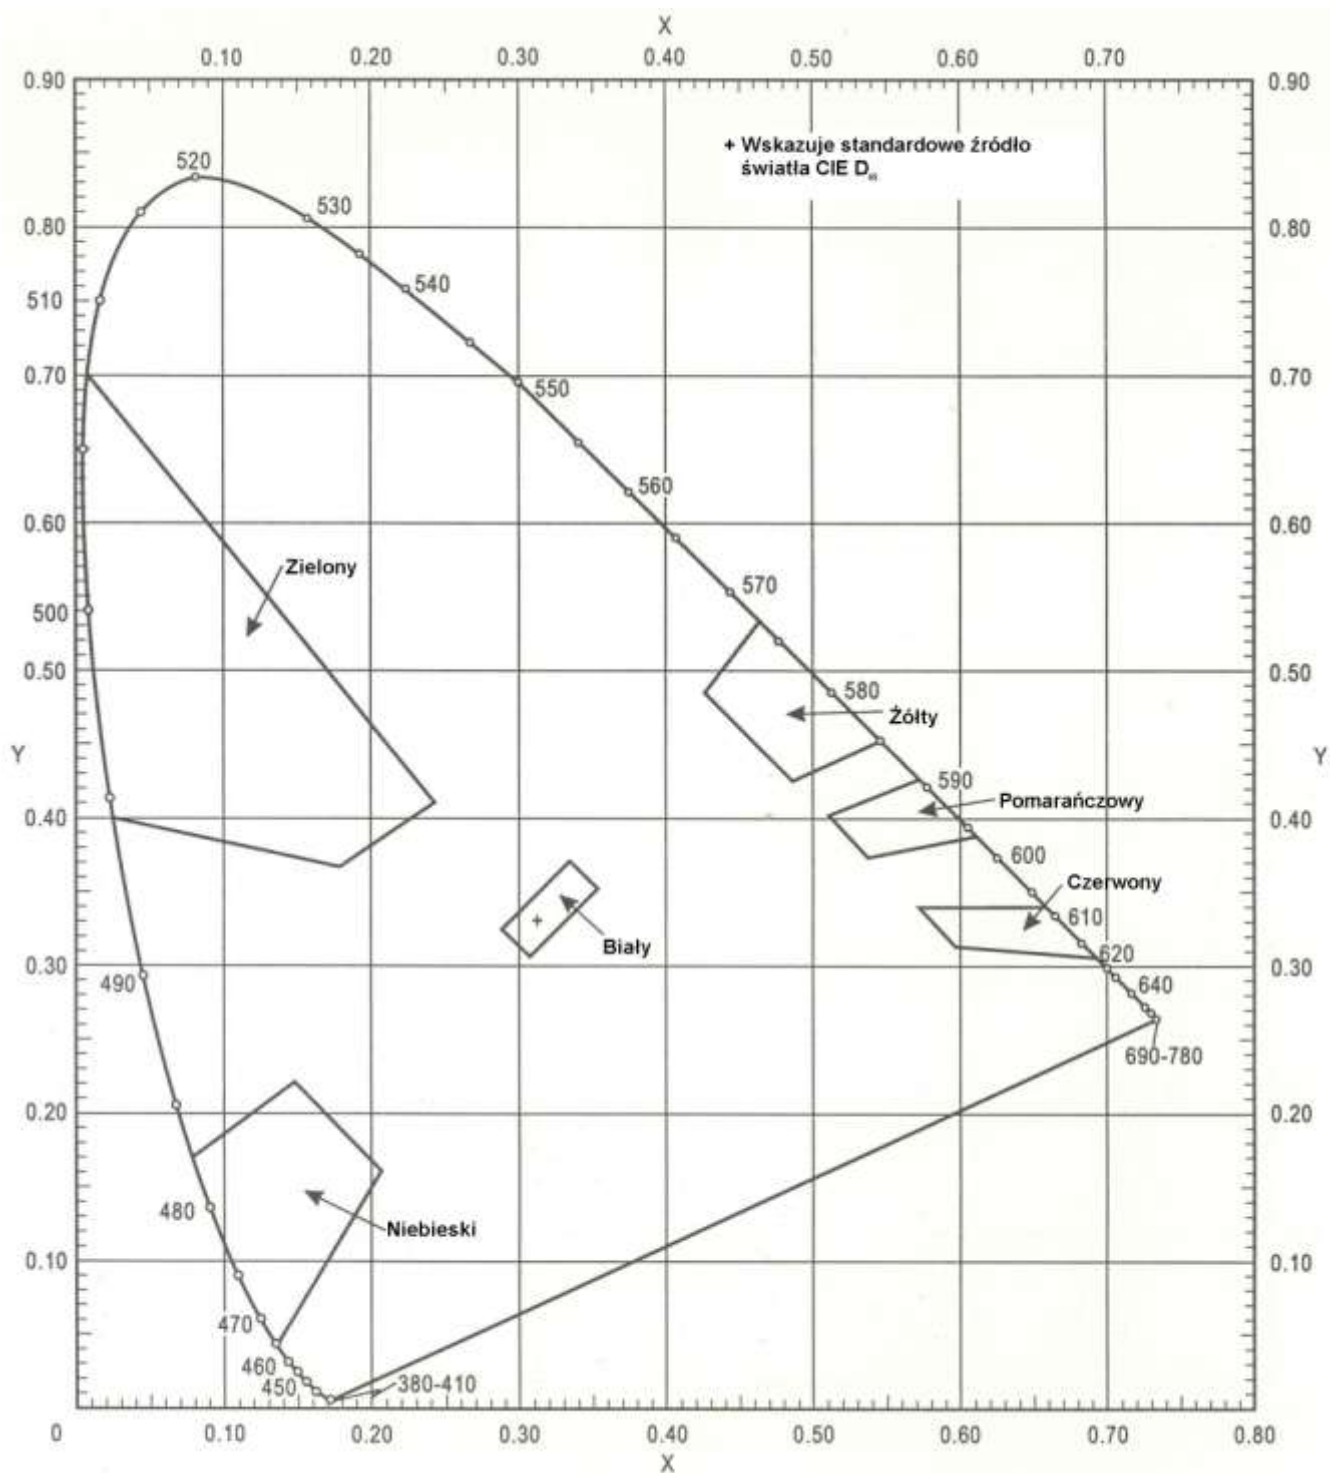 X
0.10 0.20 0.30 0.40 0.50 0.60 0.70
0.90 0.90
+ Wskazuje standardowe źródło
światła CIE D
520
530
0.80 0.80
540
510
0.70 0.70
550
560
0.60 0.60
Zielony
570
500
0.50 0.50
580
Żółty
Y Y
590
Pomarańczowy
0.40 0.40
600
Czerwony
610
Biały
620
0.30 0.30
490
640
690-780
0.20 0.20
480
Niebieski
0.10 0.10
470
460
450
380-410
0 0.10 0.20 0.30 0.40 0.50 0.60 0.70 0.80
X